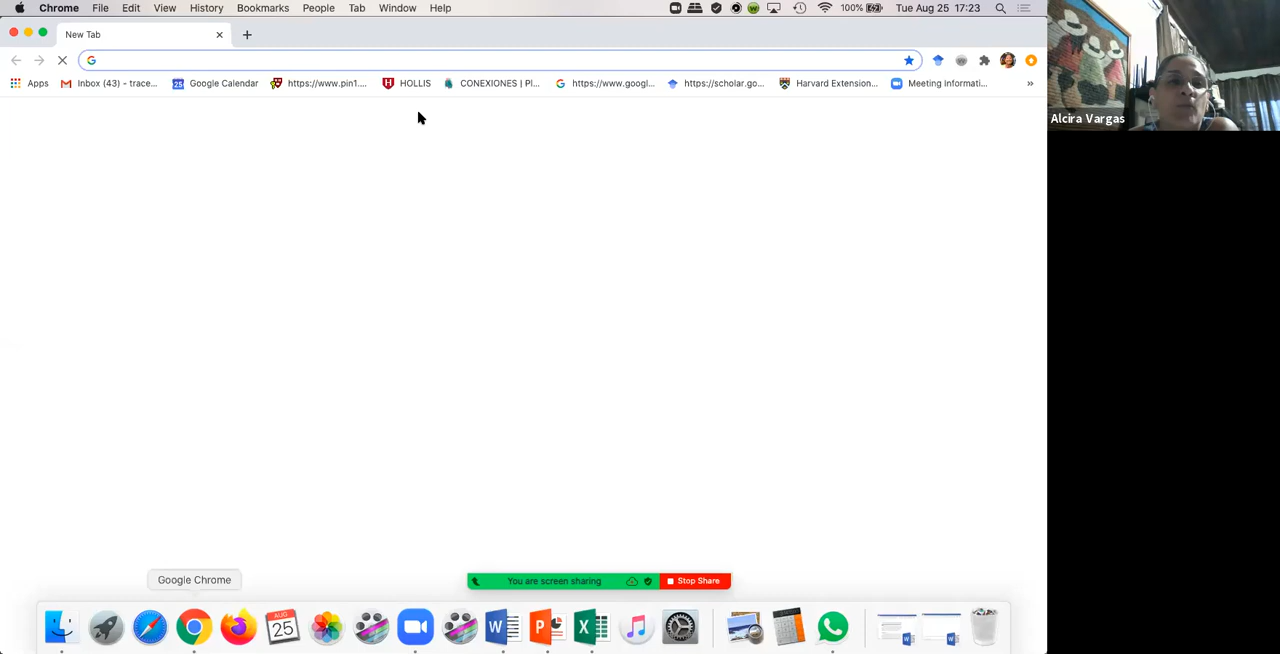 Chrome File Edit View History Bookmarks People Tab Window Help 100% Tue Aug 25 17:23
New Tab
Apps Inbox (43) - trace... Google Calendar https://www.pin1.... HOLLIS CONEXIONES | Pl... https://www.googl... https://scholar.go... Harvard Extension... Meeting Informati...
Alcira Vargas
Google Chrome
You are screen sharing Stop Share
AUG
25